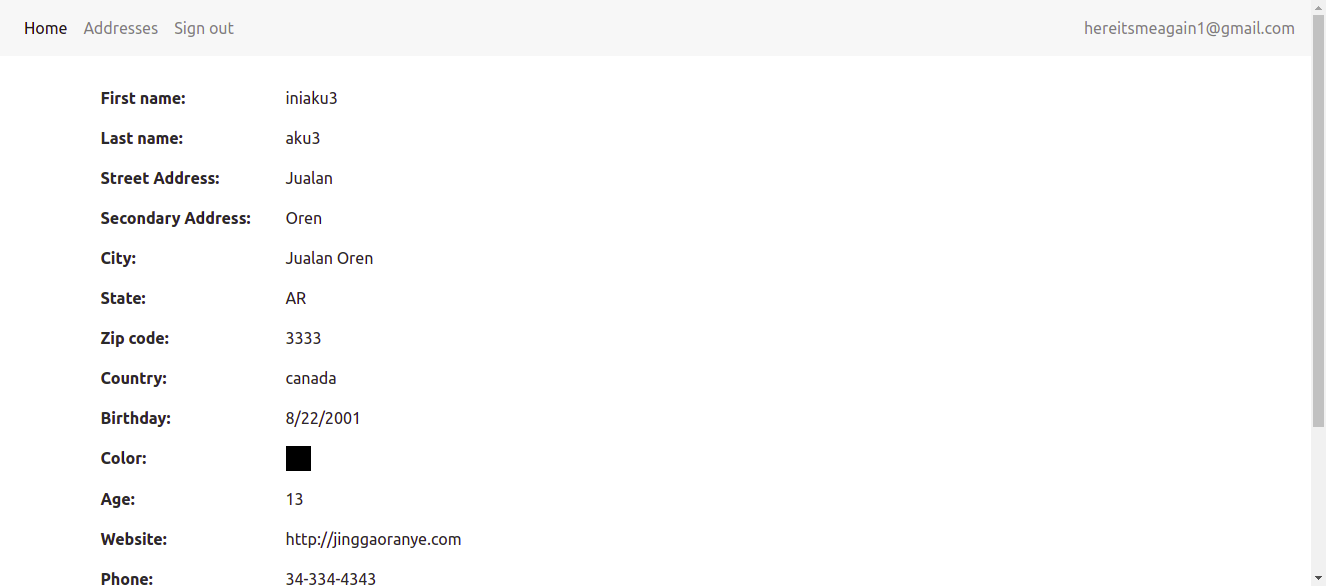 Home Addresses Sign out hereitsmeagain1@gmail.com
First name: iniaku3
Last name: aku3
Street Address: Jualan
Secondary Address: Oren
City: Jualan Oren
State: AR
Zip code: 3333
Country: canada
Birthday: 8/22/2001
Color:
Age: 13
Website: http://jinggaoranye.com
Phone: 34-334-4343